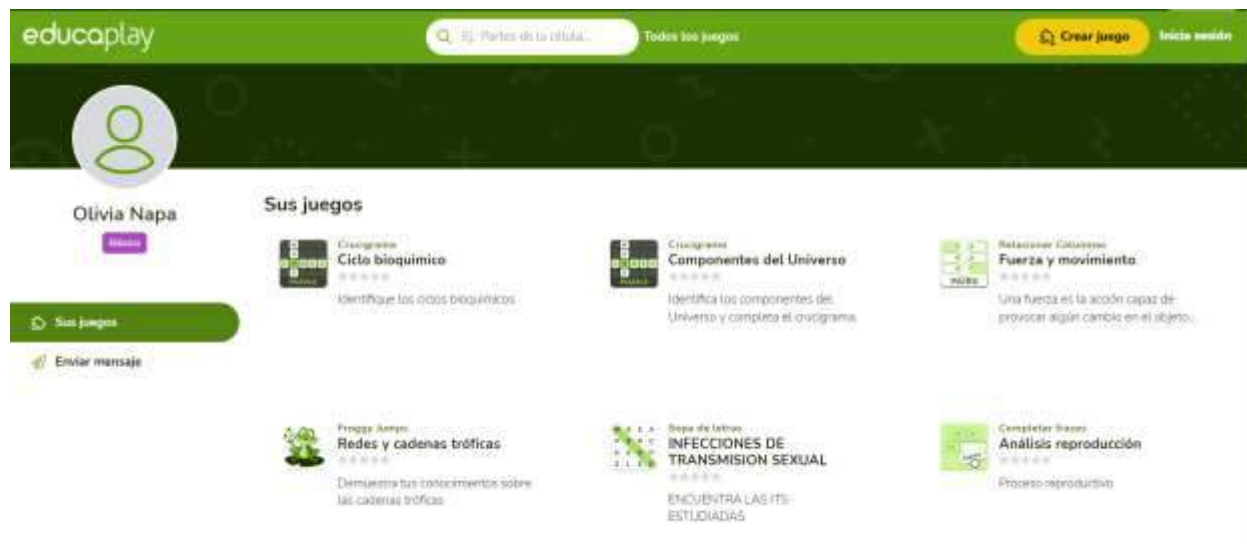 educaplay
Ej: Partes de la célula...
Todos los juegos
Crear juego
Inicia sesión
Olivia Napa
Básico
Sus juegos
Enviar mensaje
Sus juegos
Crucigrama
Ciclo bioquimico
Identifique los ciclos bioquimicos
Crucigrama
Componentes del Universo
Identifica los componentes del
Universo y completa el crucigrama.
Relacionar Columnas
Fuerza y movimiento
Una fuerza es la acción capaz de
provocar algún cambio en el objeto...
Froggy Jumps
Redes y cadenas tróficas
Demuestra tus conocimientos sobre
las cadenas tróficas
Sopa de letras
INFECCIONES DE
TRANSMISION SEXUAL
ENCUENTRA LAS ITS
ESTUDIADAS
Completar frases
Análisis reproducción
Proceso reproductivo